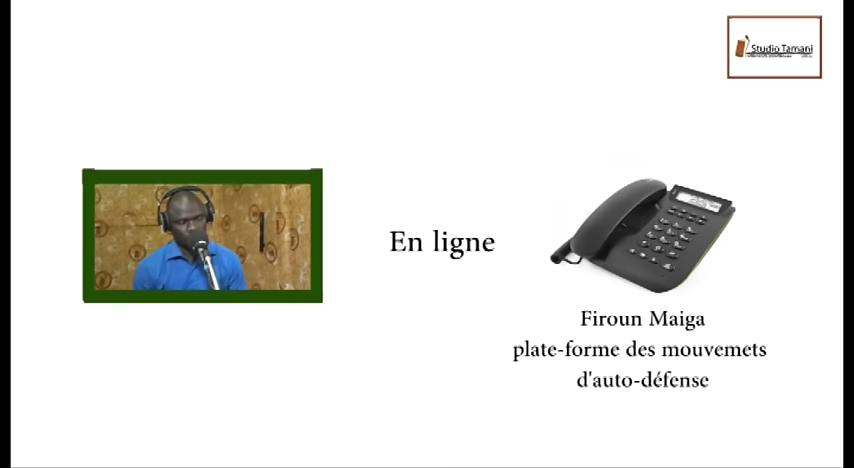 Studio Tamani
En ligne
Firoun Maiga
plate-forme des mouvemets
d'auto-défense